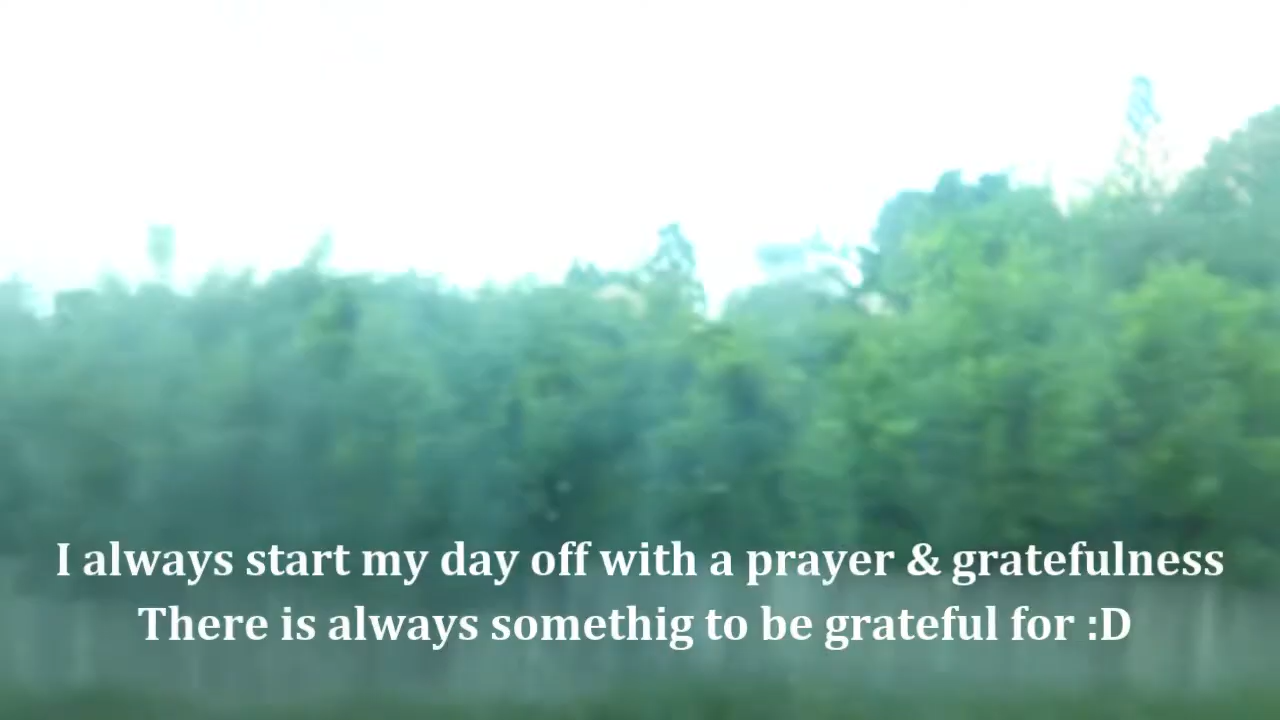 I always start my day off with a prayer & gratefulness
There is always somethig to be grateful for :D